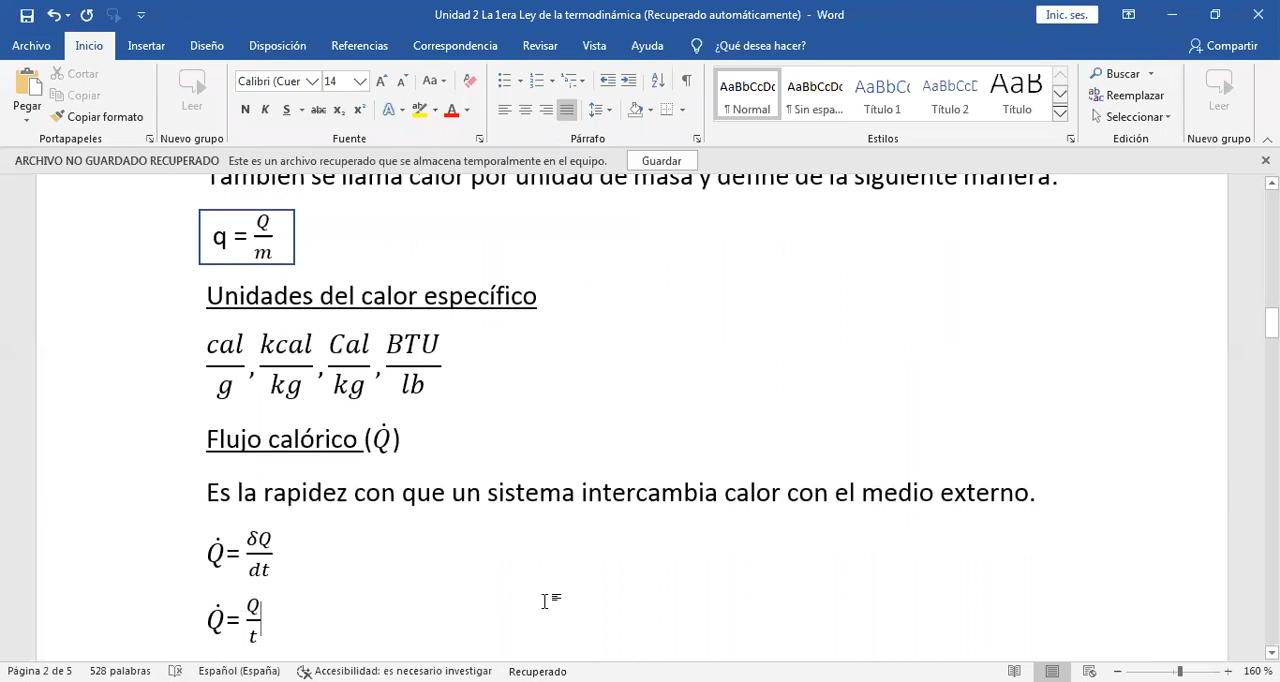 Unidad 2 La 1era Ley de la termodinámica (Recuperado automáticamente) - Word
Inic. ses.
Archivo Inicio Insertar Diseño Disposición Referencias Correspondencia Revisar Vista Ayuda ¿Qué desea hacer? Compartir
Pegar
Cortar
Copiar
Copiar formato
Portapapeles
Leer
Nuevo grupo
Calibri (Cuer 14
N K S abc x₂ x²
Fuente
Párrafo
AaBbCcDc AaBbCcDc AaBbCc AaBbCcD AaB
¶ Normal ¶ Sin espa... Título 1 Título 2 Título
Estilos
Buscar
Reemplazar
Seleccionar
Edición
Leer
Nuevo grupo
ARCHIVO NO GUARDADO RECUPERADO Este es un archivo recuperado que se almacena temporalmente en el equipo. Guardar
También se llama calor por unidad de masa y define de la siguiente manera:
q = Q/m
Unidades del calor específico
cal/g, kcal/kg, Cal/kg, BTU/lb
Flujo calórico (Q̇)
Es la rapidez con que un sistema intercambia calor con el medio externo.
Q̇= δQ/dt
Q̇= Q/t
Página 2 de 5 528 palabras Español (España) Accesibilidad: es necesario investigar Recuperado 160 %